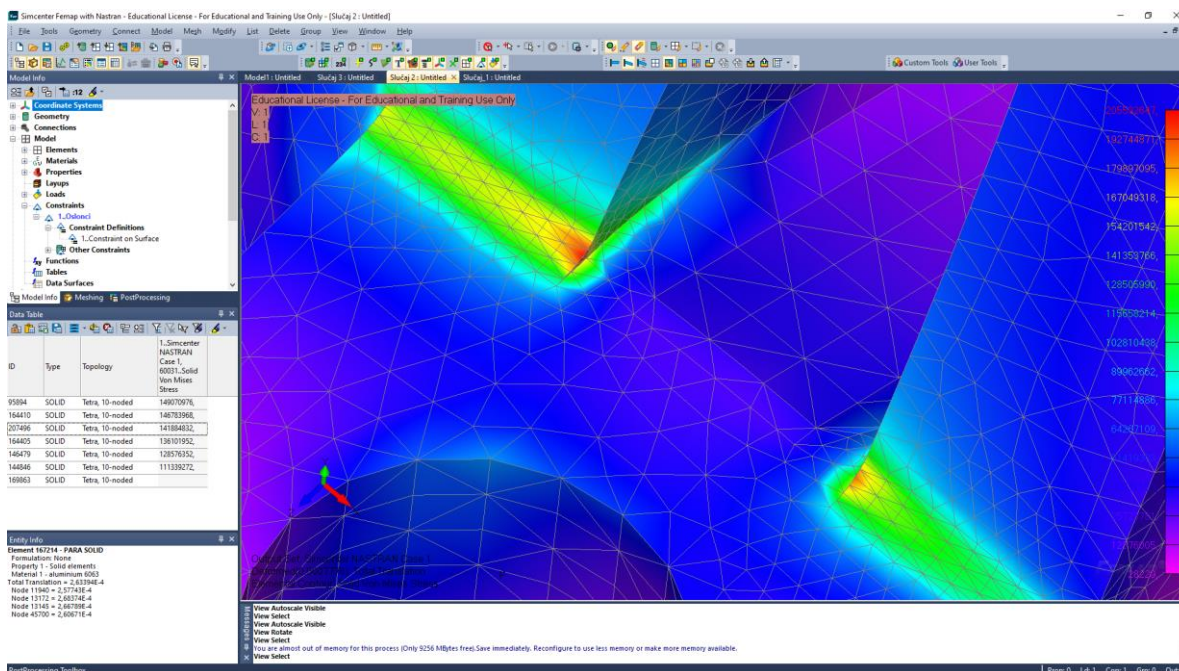 Simcenter Femap with Nastran - Educational License - For Educational and Training Use Only - [Slučaj 2 : Untitled]
File Tools Geometry Connect Model Mesh Modify List Delete Group View Window Help
Custom Tools User Tools
Model Info
Model1 : Untitled Slučaj 3 : Untitled Slučaj 2 : Untitled Slučaj_1 : Untitled
Coordinate Systems
Geometry
Connections
Model
Elements
Materials
Properties
Layups
Loads
Constraints
1..Oslonci
Constraint Definitions
1..Constraint on Surface
Other Constraints
Functions
Tables
Data Surfaces
Model Info Meshing PostProcessing
Data Table
ID Type Topology 1..Simcenter NASTRAN Case 1, 60031..Solid Von Mises Stress
95894 SOLID Tetra, 10-noded 149070976,
164410 SOLID Tetra, 10-noded 146783968,
207496 SOLID Tetra, 10-noded 141884832,
164405 SOLID Tetra, 10-noded 136101952,
146479 SOLID Tetra, 10-noded 128576352,
144846 SOLID Tetra, 10-noded 111339272,
169863 SOLID Tetra, 10-noded
Entity Info
Element 167214 - PARA SOLID
Formulation: None
Property 1 - Solid elements
Material 1 - aluminium 6063
Total Translation = 2,63394E-4
Node 11940 = 2,57743E-4
Node 13172 = 2,68374E-4
Node 13145 = 2,66789E-4
Node 45700 = 2,60671E-4
Educational License - For Educational and Training Use Only
V: 1
L: 1
C: 1
192744871,
179897095,
167049318,
154201542,
141353766,
128505990,
115658214,
102810438,
89962662,
77114886,
64267109,
Messages
View Autoscale Visible
View Select
View Autoscale Visible
View Rotate
View Select
You are almost out of memory for this process (Only 9256 MBytes free).Save immediately. Reconfigure to use less memory or make more memory available.
View Select